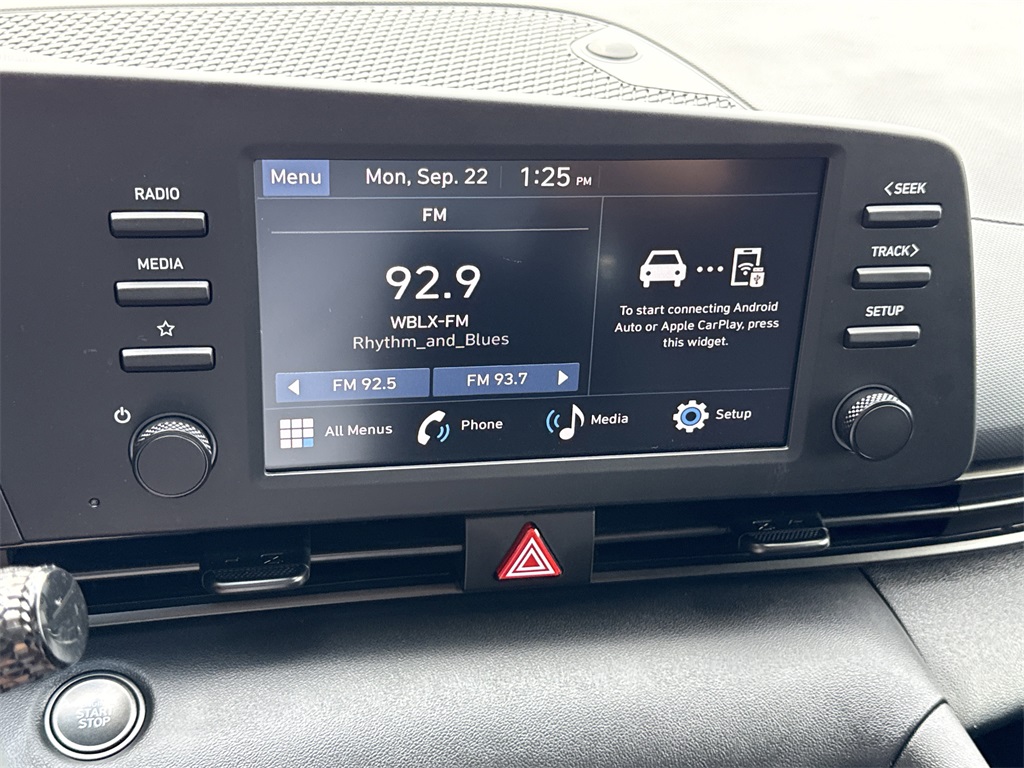 RADIO
MEDIA
Menu
Mon, Sep. 22
1:25 PM
FM
92.9
WBLX-FM
Rhythm_and_Blues
FM 92.5
FM 93.7
To start connecting Android
Auto or Apple CarPlay, press
this widget.
All Menus
Phone
Media
Setup
SEEK
TRACK
SETUP
START
STOP